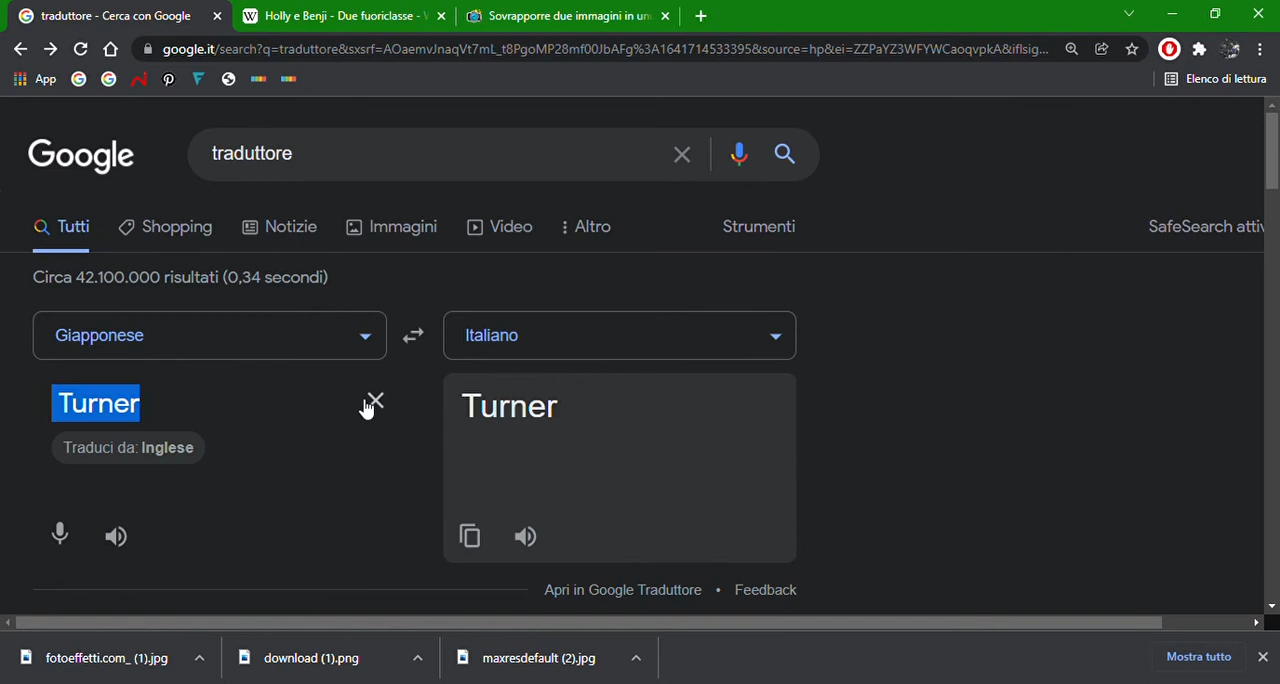 traduttore - Cerca con Google
Holly e Benji - Due fuoriclasse -
Sovrapporre due immagini in un
google.it/search?q=traduttore&sxsrf=AOaemvJnaqVt7mL_t8PgoMP28mf00JbAFg%3A1641714533395&source=hp&ei=ZZPaYZ3WFYWCaoqvpkA&iflsig...
App
Elenco di lettura
Google
traduttore
Tutti
Shopping
Notizie
Immagini
Video
Altro
Strumenti
SafeSearch attiv
Circa 42.100.000 risultati (0,34 secondi)
Giapponese
Italiano
Turner
Turner
Traduci da: Inglese
Apri in Google Traduttore • Feedback
fotoeffetti.com_ (1).jpg
download (1).png
maxresdefault (2).jpg
Mostra tutto